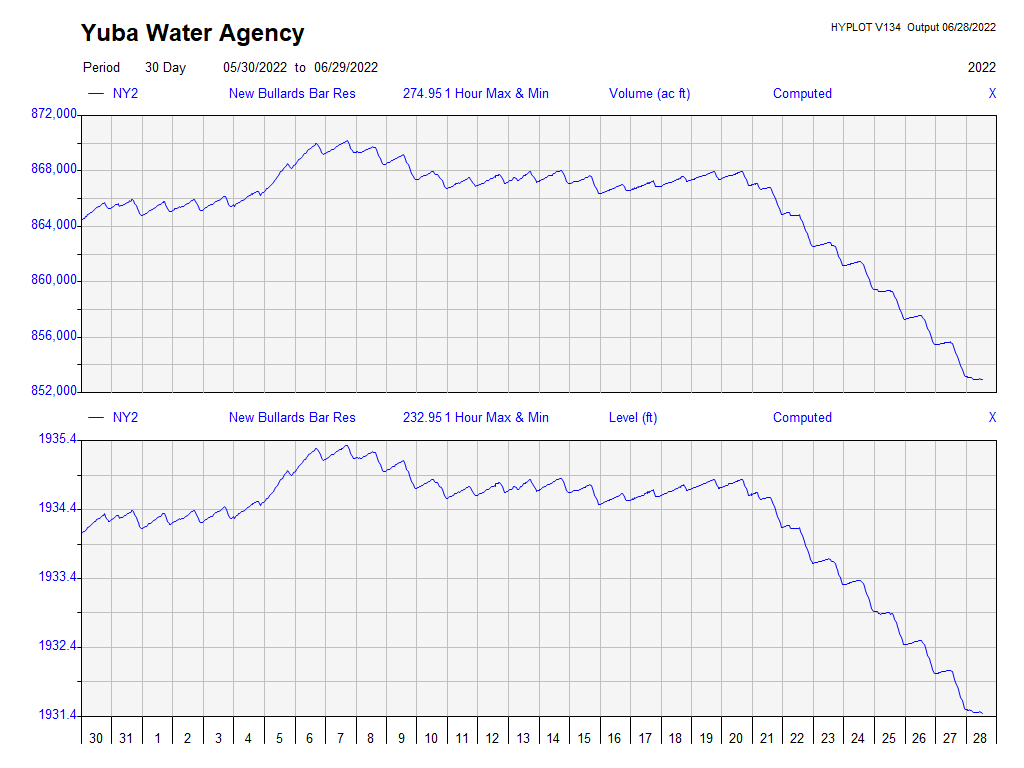 Yuba Water Agency
HYPLOT V134 Output 06/28/2022
Period 30 Day 05/30/2022 to 06/29/2022 2022
NY2 New Bullards Bar Res 274.95 1 Hour Max & Min Volume (ac ft) Computed X
872,000
868,000
864,000
860,000
856,000
852,000
NY2 New Bullards Bar Res 232.95 1 Hour Max & Min Level (ft) Computed X
1935.4
1934.4
1933.4
1932.4
1931.4
30 31 1 2 3 4 5 6 7 8 9 10 11 12 13 14 15 16 17 18 19 20 21 22 23 24 25 26 27 28